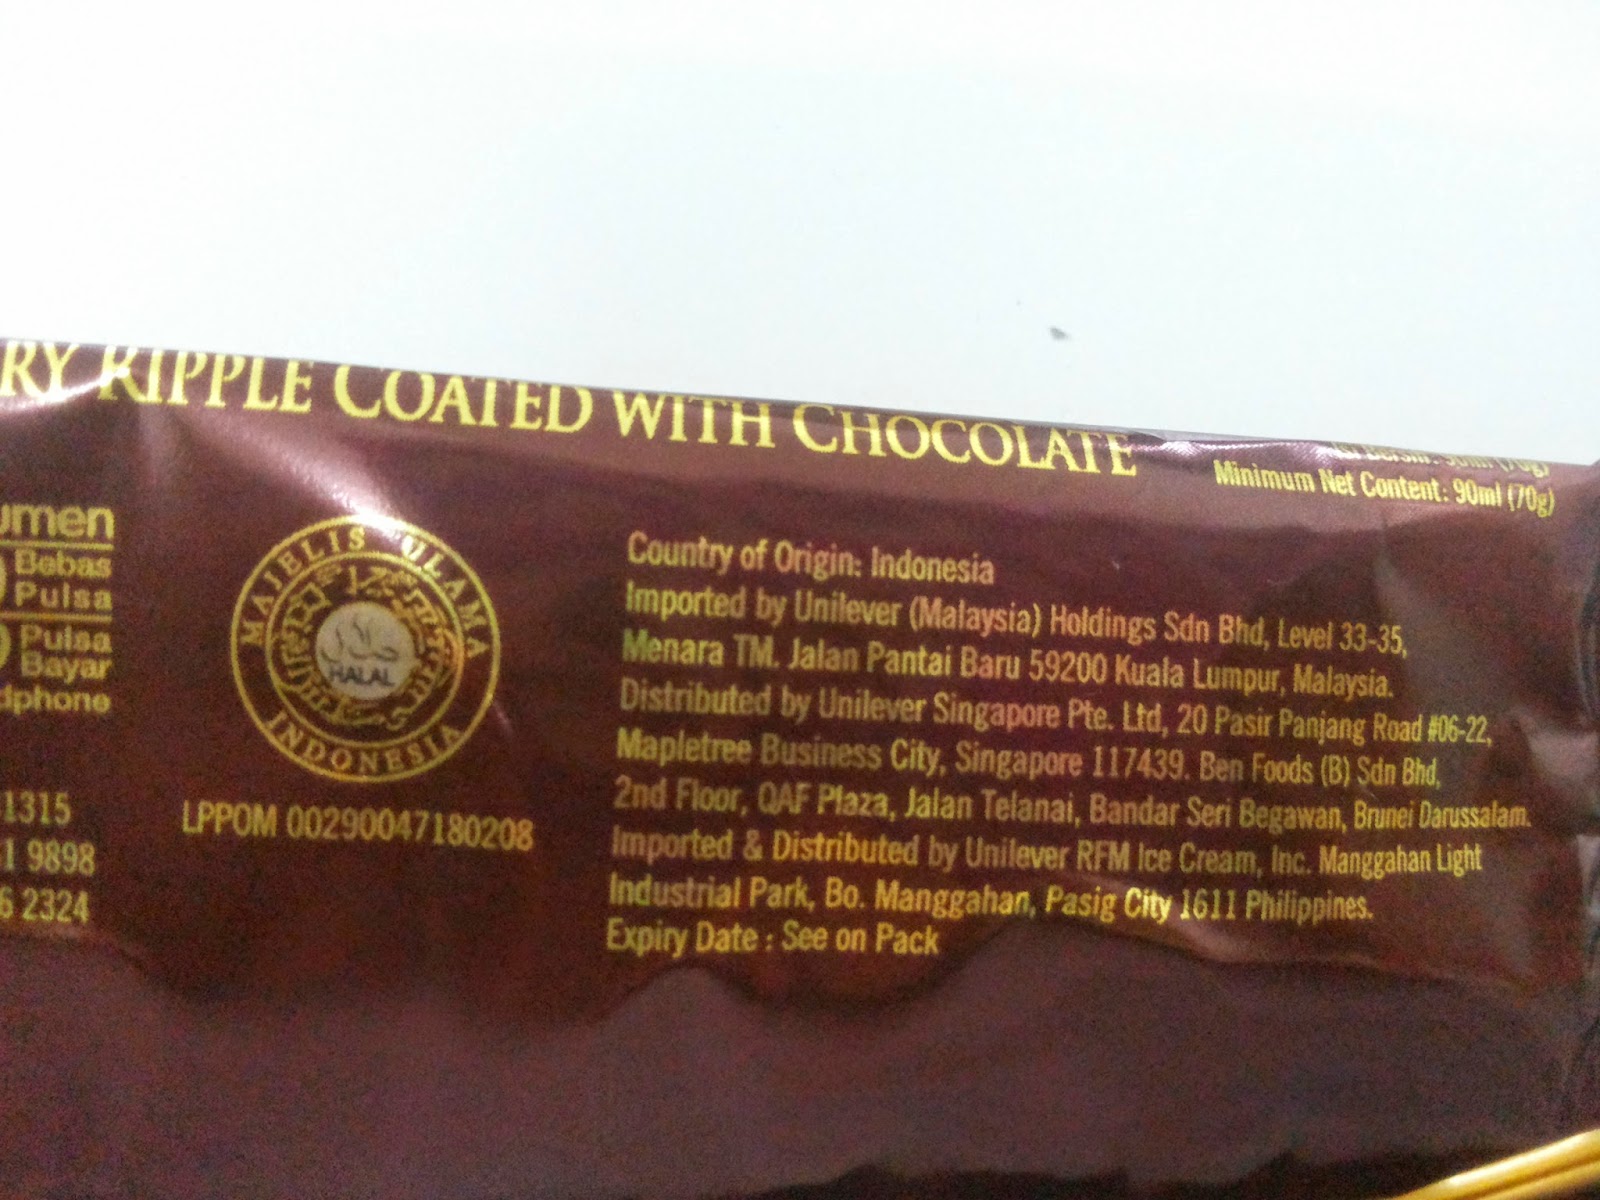 RY RIPPLE COATED WITH CHOCOLATE
Minimum Net Content: 90ml (70g)
umen
Bebas
Pulsa
Pulsa
Bayar
dphone
1315
1 9898
6 2324
MAJELIS ULAMA
حلال
HALAL
INDONESIA
LPPOM 00290047180208
Country of Origin: Indonesia
Imported by Unilever (Malaysia) Holdings Sdn Bhd, Level 33-35,
Menara TM. Jalan Pantai Baru 59200 Kuala Lumpur, Malaysia.
Distributed by Unilever Singapore Pte. Ltd, 20 Pasir Panjang Road #06-22,
Mapletree Business City, Singapore 117439. Ben Foods (B) Sdn Bhd,
2nd Floor, QAF Plaza, Jalan Telanai, Bandar Seri Begawan, Brunei Darussalam.
Imported & Distributed by Unilever RFM Ice Cream, Inc. Manggahan Light
Industrial Park, Bo. Manggahan, Pasig City 1611 Philippines.
Expiry Date : See on Pack